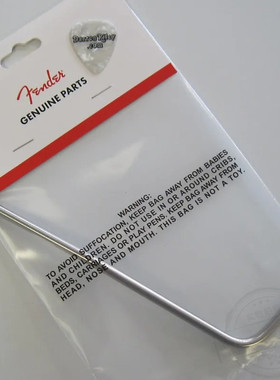 DarrenRiley
.com
Fender
GENUINE PARTS
WARNING:
TO AVOID SUFFOCATION, KEEP BAG AWAY FROM BABIES
AND CHILDREN. DO NOT USE IN OR AROUND CRIBS,
BEDS, CARRIAGES OR PLAY PENS. KEEP BAG AWAY FROM
HEAD, NOSE AND MOUTH. THIS BAG IS NOT A TOY.